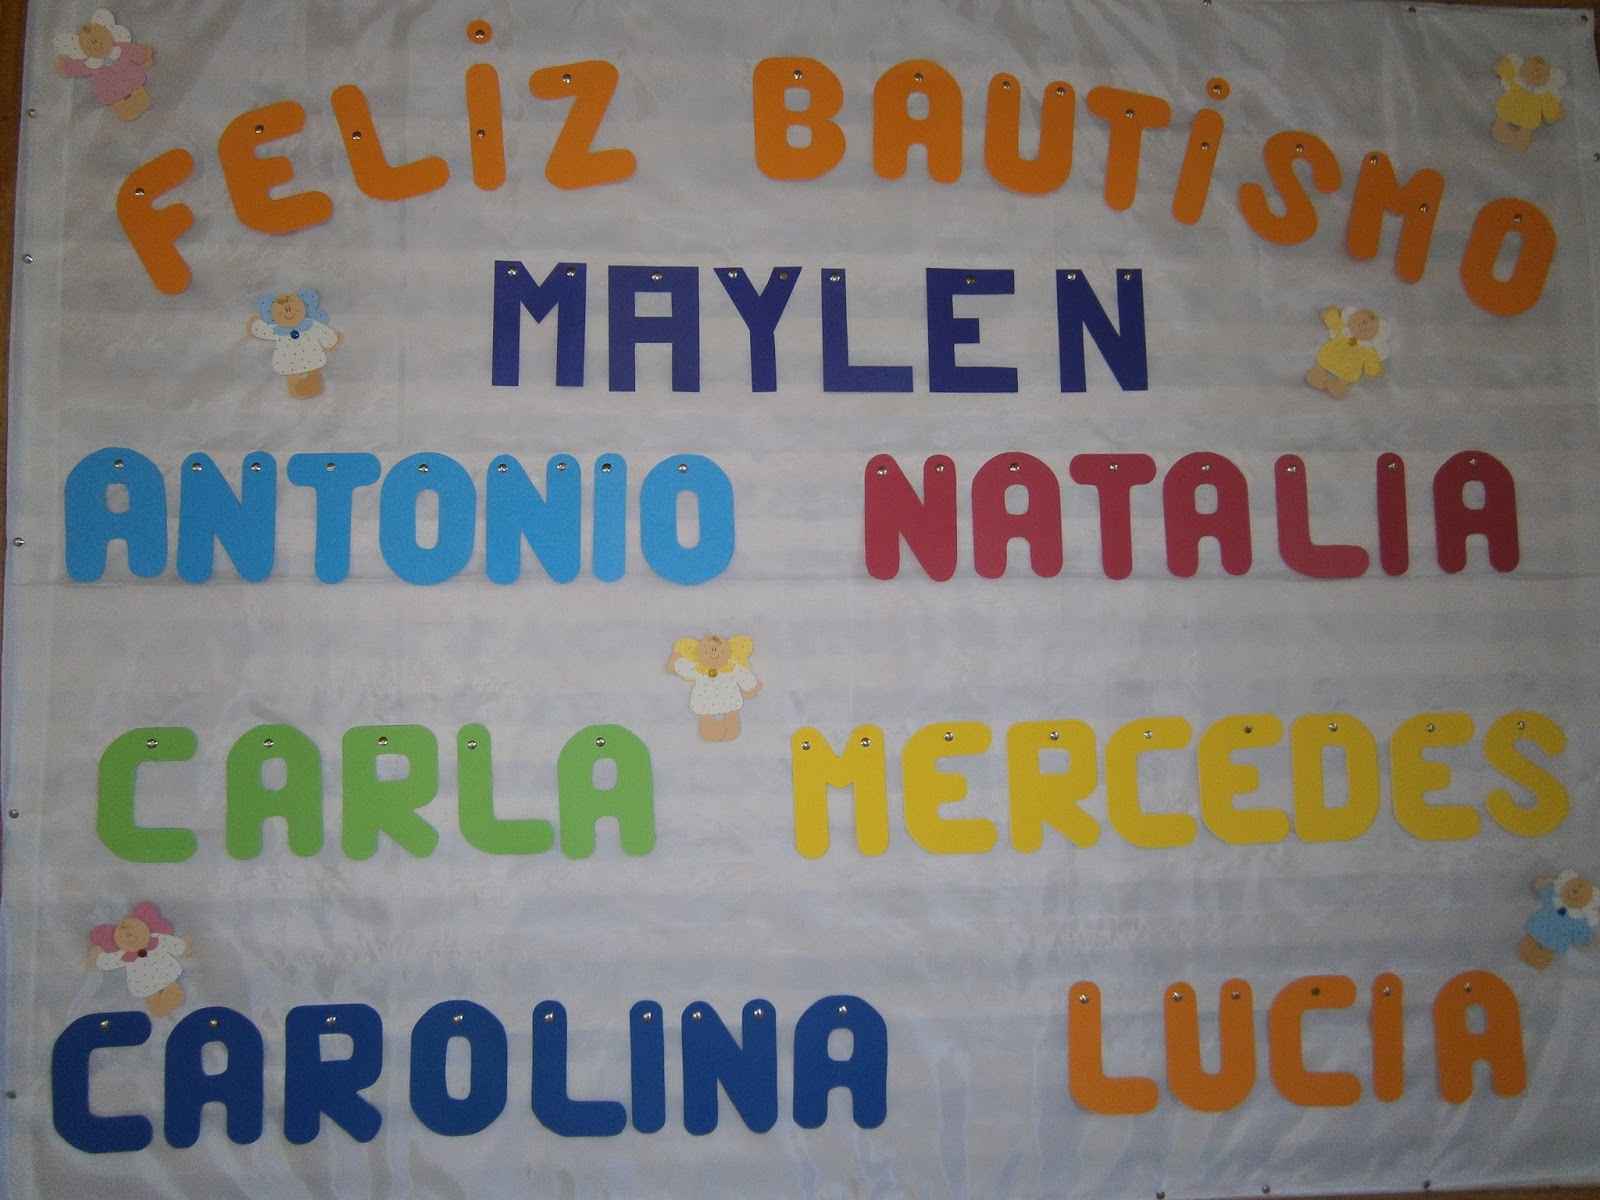 FELiZ BAUTiSMO
MAYLEN
ANTONIO NATALIA
CARLA MERCEDES
CAROLINA LUCIA